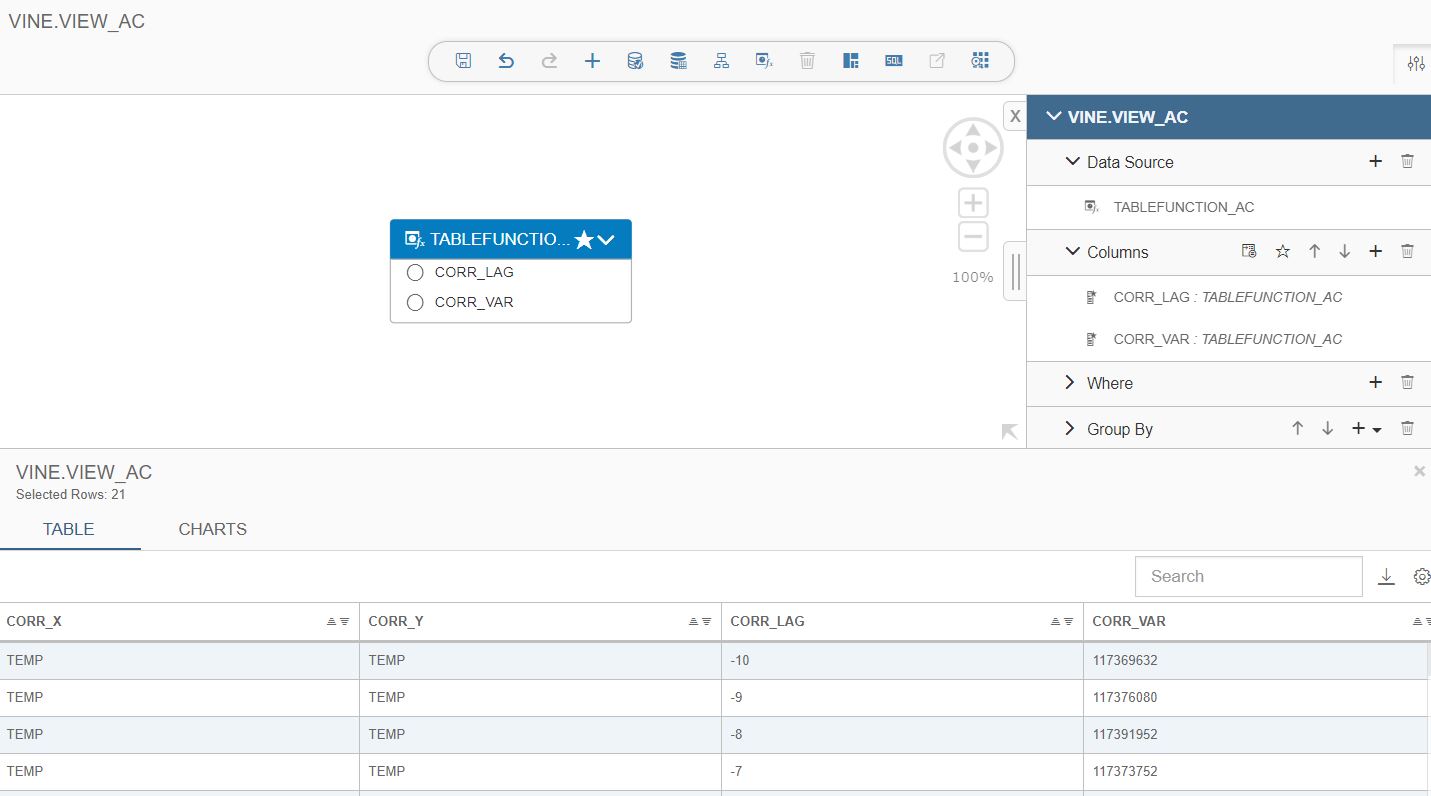 VINE.VIEW_AC
SQL
X
VINE.VIEW_AC
Data Source
TABLEFUNCTION_AC
TABLEFUNCTIO...
CORR_LAG
CORR_VAR
100%
Columns
CORR_LAG : TABLEFUNCTION_AC
CORR_VAR : TABLEFUNCTION_AC
Where
Group By
VINE.VIEW_AC
Selected Rows: 21
TABLE CHARTS
Search
CORR_X CORR_Y CORR_LAG CORR_VAR
TEMP TEMP -10 117369632
TEMP TEMP -9 117376080
TEMP TEMP -8 117391952
TEMP TEMP -7 117373752